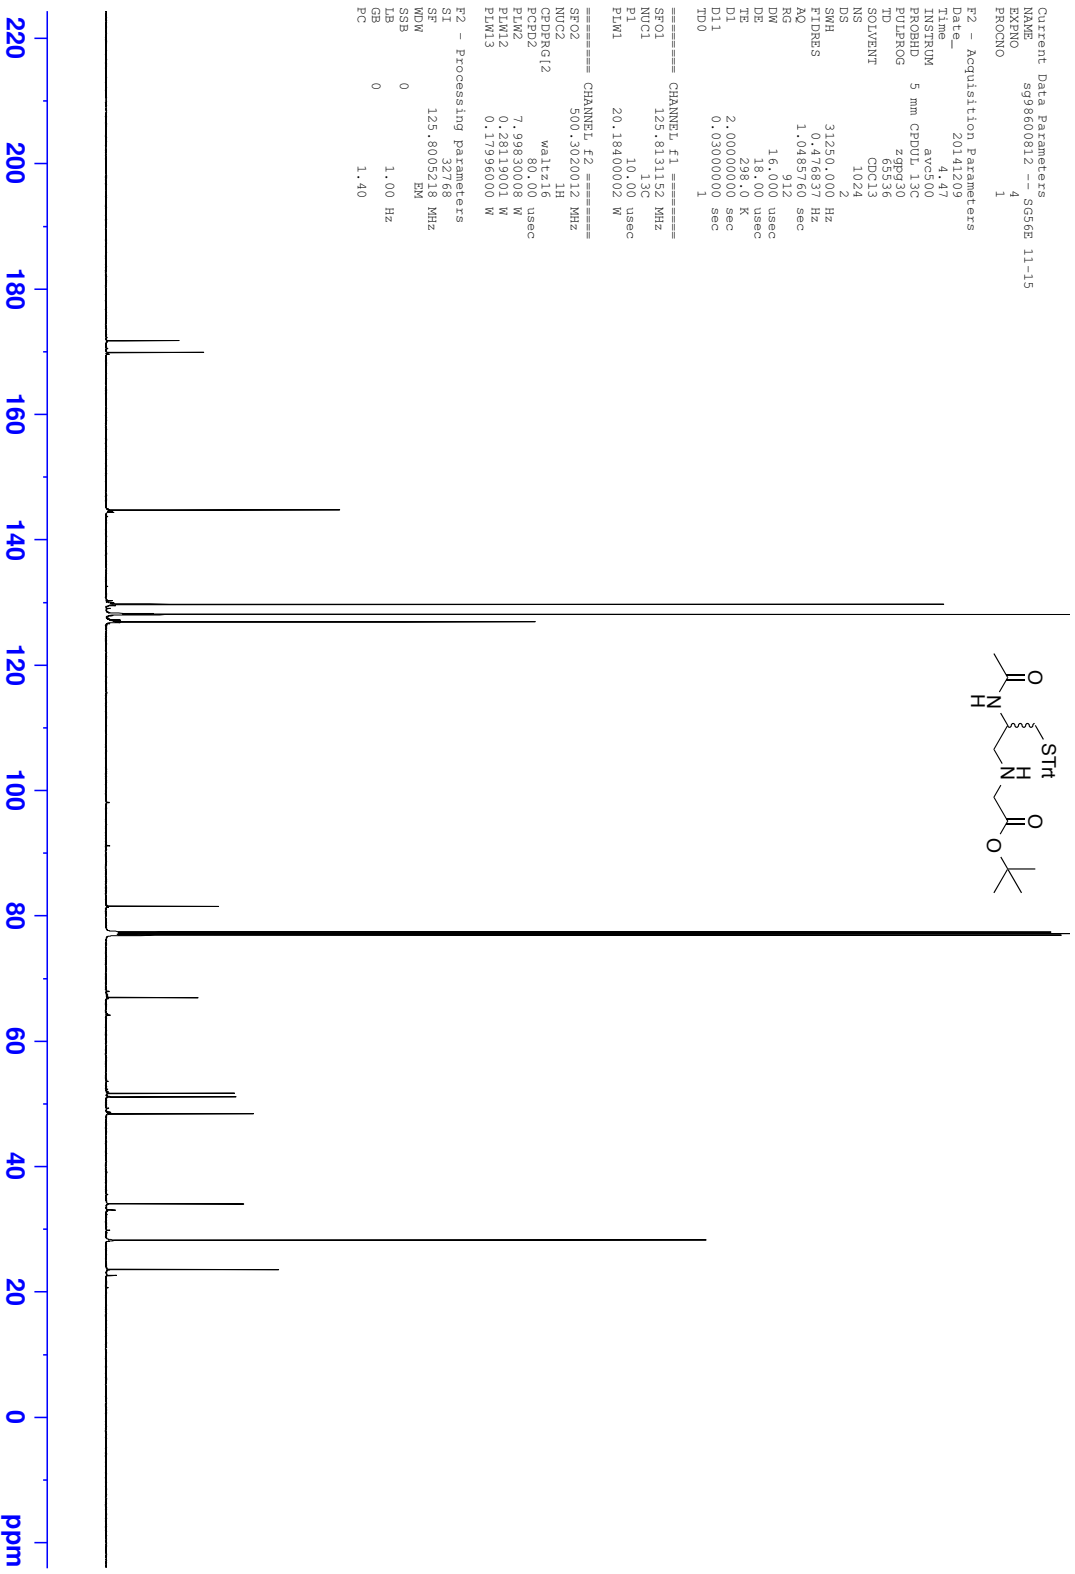 Current Data Parameters
NAME sg98600812 -- SG56E 11-15
EXPNO 4
PROCNO 1
F2 - Acquisition Parameters
Date_ 20141209
Time 4.47
INSTRUM avc500
PROBHD 5 mm CPDUL 13C
PULPROG zgpg30
TD 65536
SOLVENT CDCl3
NS 1024
DS 2
SWH 31250.000 Hz
FIDRES 0.476837 Hz
AQ 1.0485760 sec
RG 912
DW 16.000 usec
DE 18.00 usec
TE 298.0 K
D1 2.00000000 sec
D11 0.03000000 sec
TD0 1
======== CHANNEL f1 ========
SFO1 125.8131152 MHz
NUC1 13C
P1 10.00 usec
PLW1 20.18400002 W
======== CHANNEL f2 ========
SFO2 500.3020012 MHz
NUC2 1H
CPDPRG[2 waltz16
PCPD2 80.00 usec
PLW2 7.99830008 W
PLW12 0.28119001 W
PLW13 0.17996000 W
F2 - Processing parameters
SI 32768
SF 125.8005218 MHz
WDW EM
SSB 0
LB 1.00 Hz
GB 0
PC 1.40
O
N
H
STrt
H
N
O
O
220 200 180 160 140 120 100 80 60 40 20 0 ppm